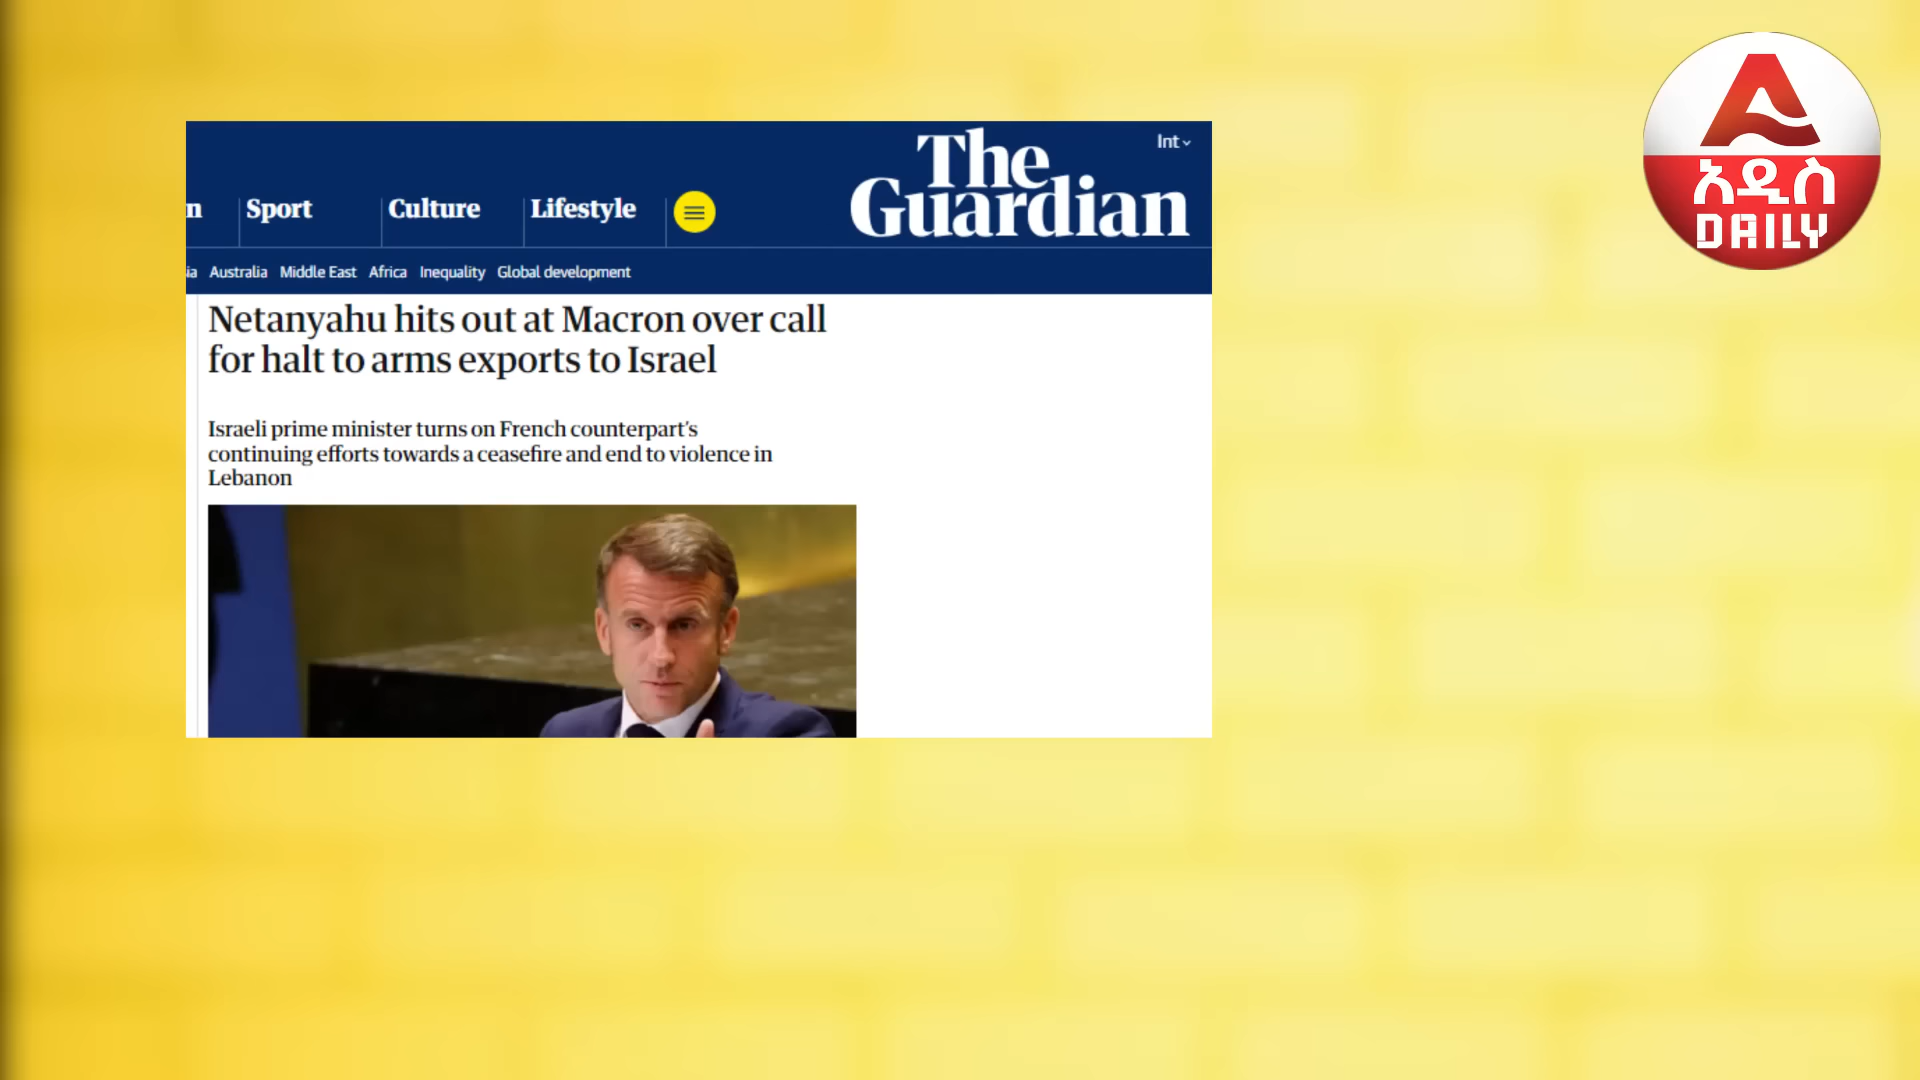 The
Guardian
Int
n
Sport
Culture
Lifestyle
ia
Australia
Middle East
Africa
Inequality
Global development
Netanyahu hits out at Macron over call
for halt to arms exports to Israel
Israeli prime minister turns on French counterpart's
continuing efforts towards a ceasefire and end to violence in
Lebanon
A
አዲስ
DAILY